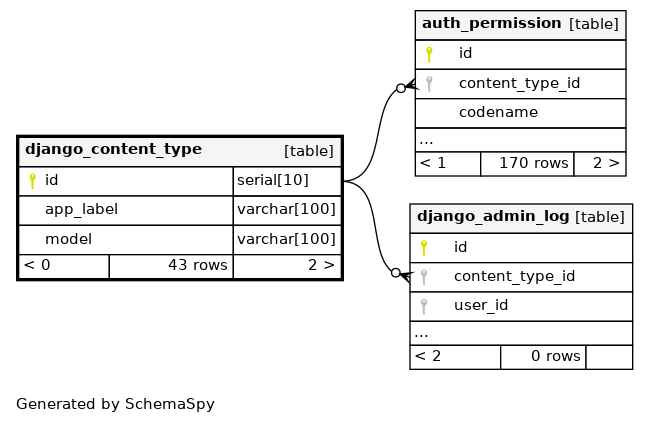 django_content_type [table]
id serial[10]
app_label varchar[100]
model varchar[100]
< 0 43 rows 2 >
auth_permission [table]
id
content_type_id
codename
...
< 1 170 rows 2 >
django_admin_log [table]
id
content_type_id
user_id
...
< 2 0 rows
Generated by SchemaSpy